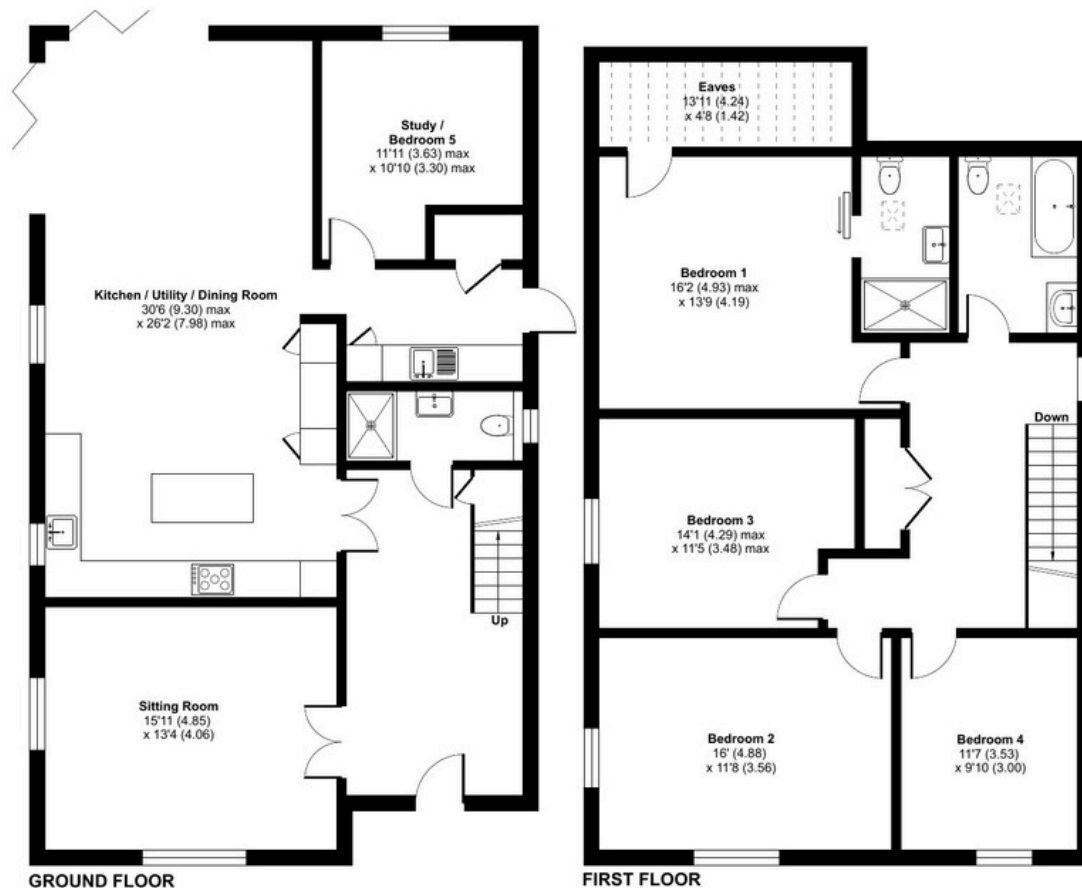 Study /
Bedroom 5
11'11 (3.63) max
x 10'10 (3.30) max
Kitchen / Utility / Dining Room
30'6 (9.30) max
x 26'2 (7.98) max
Up
Sitting Room
15'11 (4.85)
x 13'4 (4.06)
GROUND FLOOR
Eaves
13'11 (4.24)
x 4'8 (1.42)
Bedroom 1
16'2 (4.93) max
x 13'9 (4.19)
Down
Bedroom 3
14'1 (4.29) max
x 11'5 (3.48) max
Bedroom 2
16' (4.88)
x 11'8 (3.56)
Bedroom 4
11'7 (3.53)
x 9'10 (3.00)
FIRST FLOOR